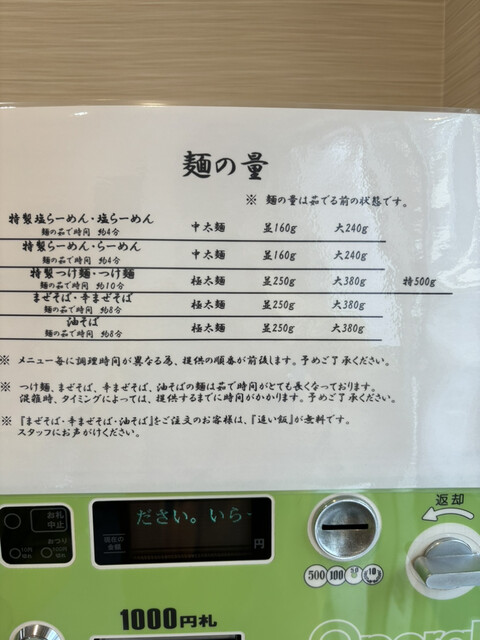 麺の量
※ 麺の量は茹でる前の状態です。
特製塩らーめん・塩らーめん 中太麺 並160g 大240g
麺の茹で時間 約4分
特製らーめん・らーめん 中太麺 並160g 大240g
麺の茹で時間 約4分
特製つけ麺・つけ麺 極太麺 並250g 大380g 特500g
麺の茹で時間 約10分
まぜそば・辛まぜそば 極太麺 並250g 大380g
麺の茹で時間 約8分
油そば 極太麺 並250g 大380g
麺の茹で時間 約8分
※ メニュー毎に調理時間が異なる為、提供の順番が前後します。予めご了承ください。
※ つけ麺、まぜそば、辛まぜそば、油そばの麺は茹で時間がとても長くなっております。
混雑時、タイミングによっては、提供するまでに時間がかかります。予めご了承ください。
※『まぜそば・辛まぜそば・油そば』をご注文のお客様は、『追い飯』が無料です。
スタッフにお声がけください。
お札
中止
おつり
ださい。いら
現在の
金額
円
返却
500 100 50 10
1000円札